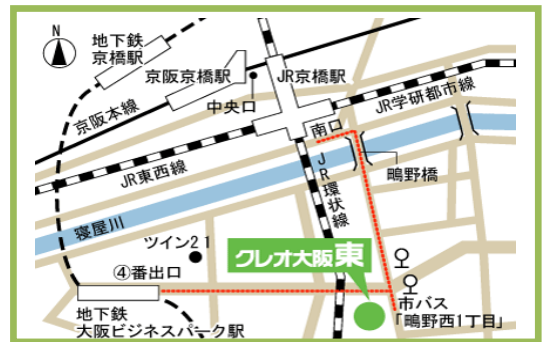 N
地下鉄
京橋駅
京阪京橋駅
JR京橋駅
中央口
京阪本線
JR学研都市線
南口
JR東西線
JR環状線
鴫野橋
寝屋川
ツイン21
クレオ大阪東
④番出口
地下鉄
大阪ビジネスパーク駅
市バス
「鴫野西1丁目」